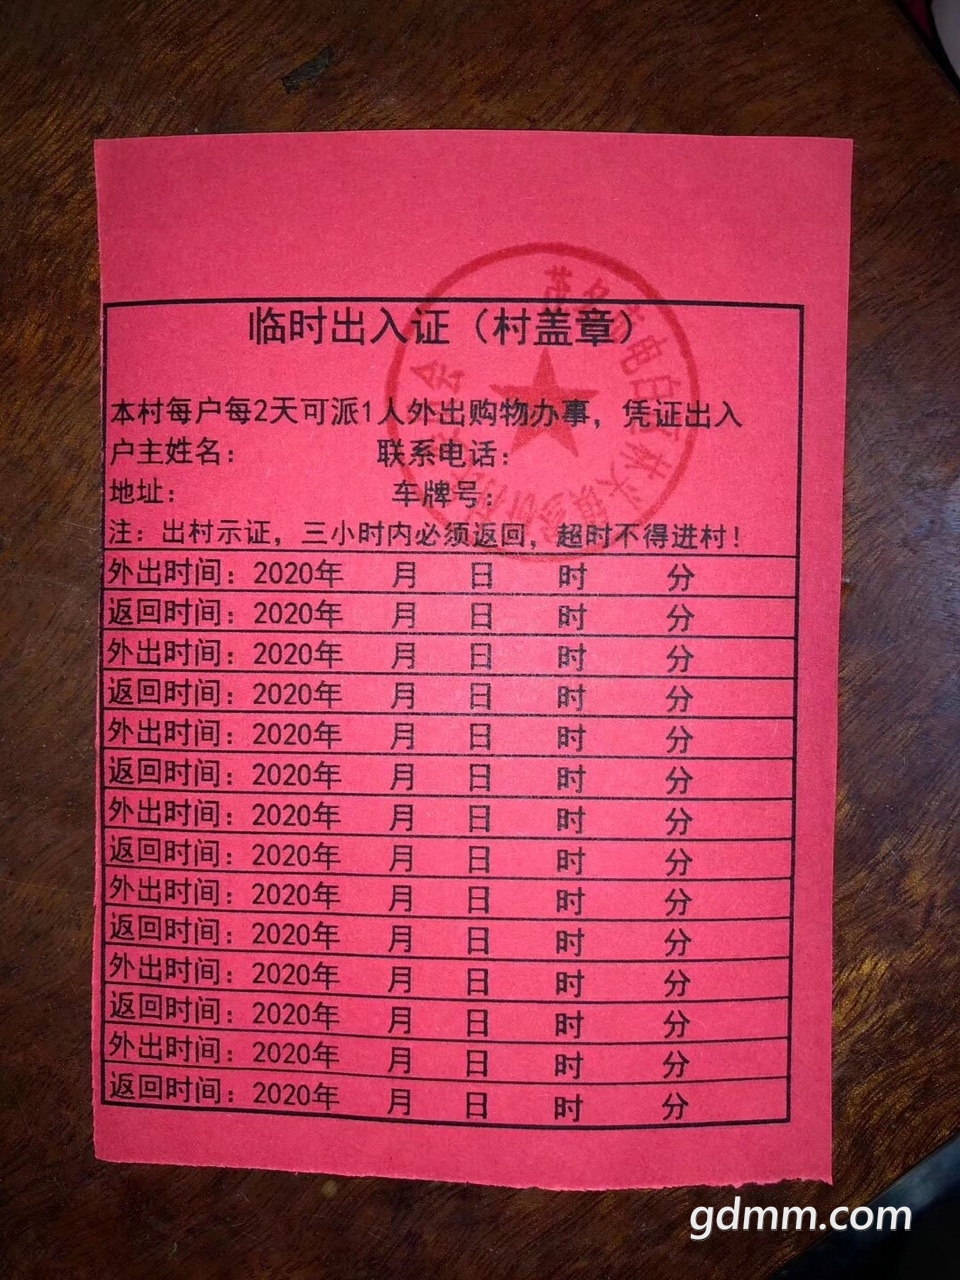 临时出入证（村盖章）
本村每户每2天可派1人外出购物办事，凭证出入
户主姓名： 联系电话：
地址： 车牌号：
注：出村示证，三小时内必须返回，超时不得进村！
外出时间：2020年 月 日 时 分
返回时间：2020年 月 日 时 分
外出时间：2020年 月 日 时 分
返回时间：2020年 月 日 时 分
外出时间：2020年 月 日 时 分
返回时间：2020年 月 日 时 分
外出时间：2020年 月 日 时 分
返回时间：2020年 月 日 时 分
外出时间：2020年 月 日 时 分
返回时间：2020年 月 日 时 分
外出时间：2020年 月 日 时 分
返回时间：2020年 月 日 时 分
外出时间：2020年 月 日 时 分
返回时间：2020年 月 日 时 分
茂名市电白区林头镇
gdmm.com